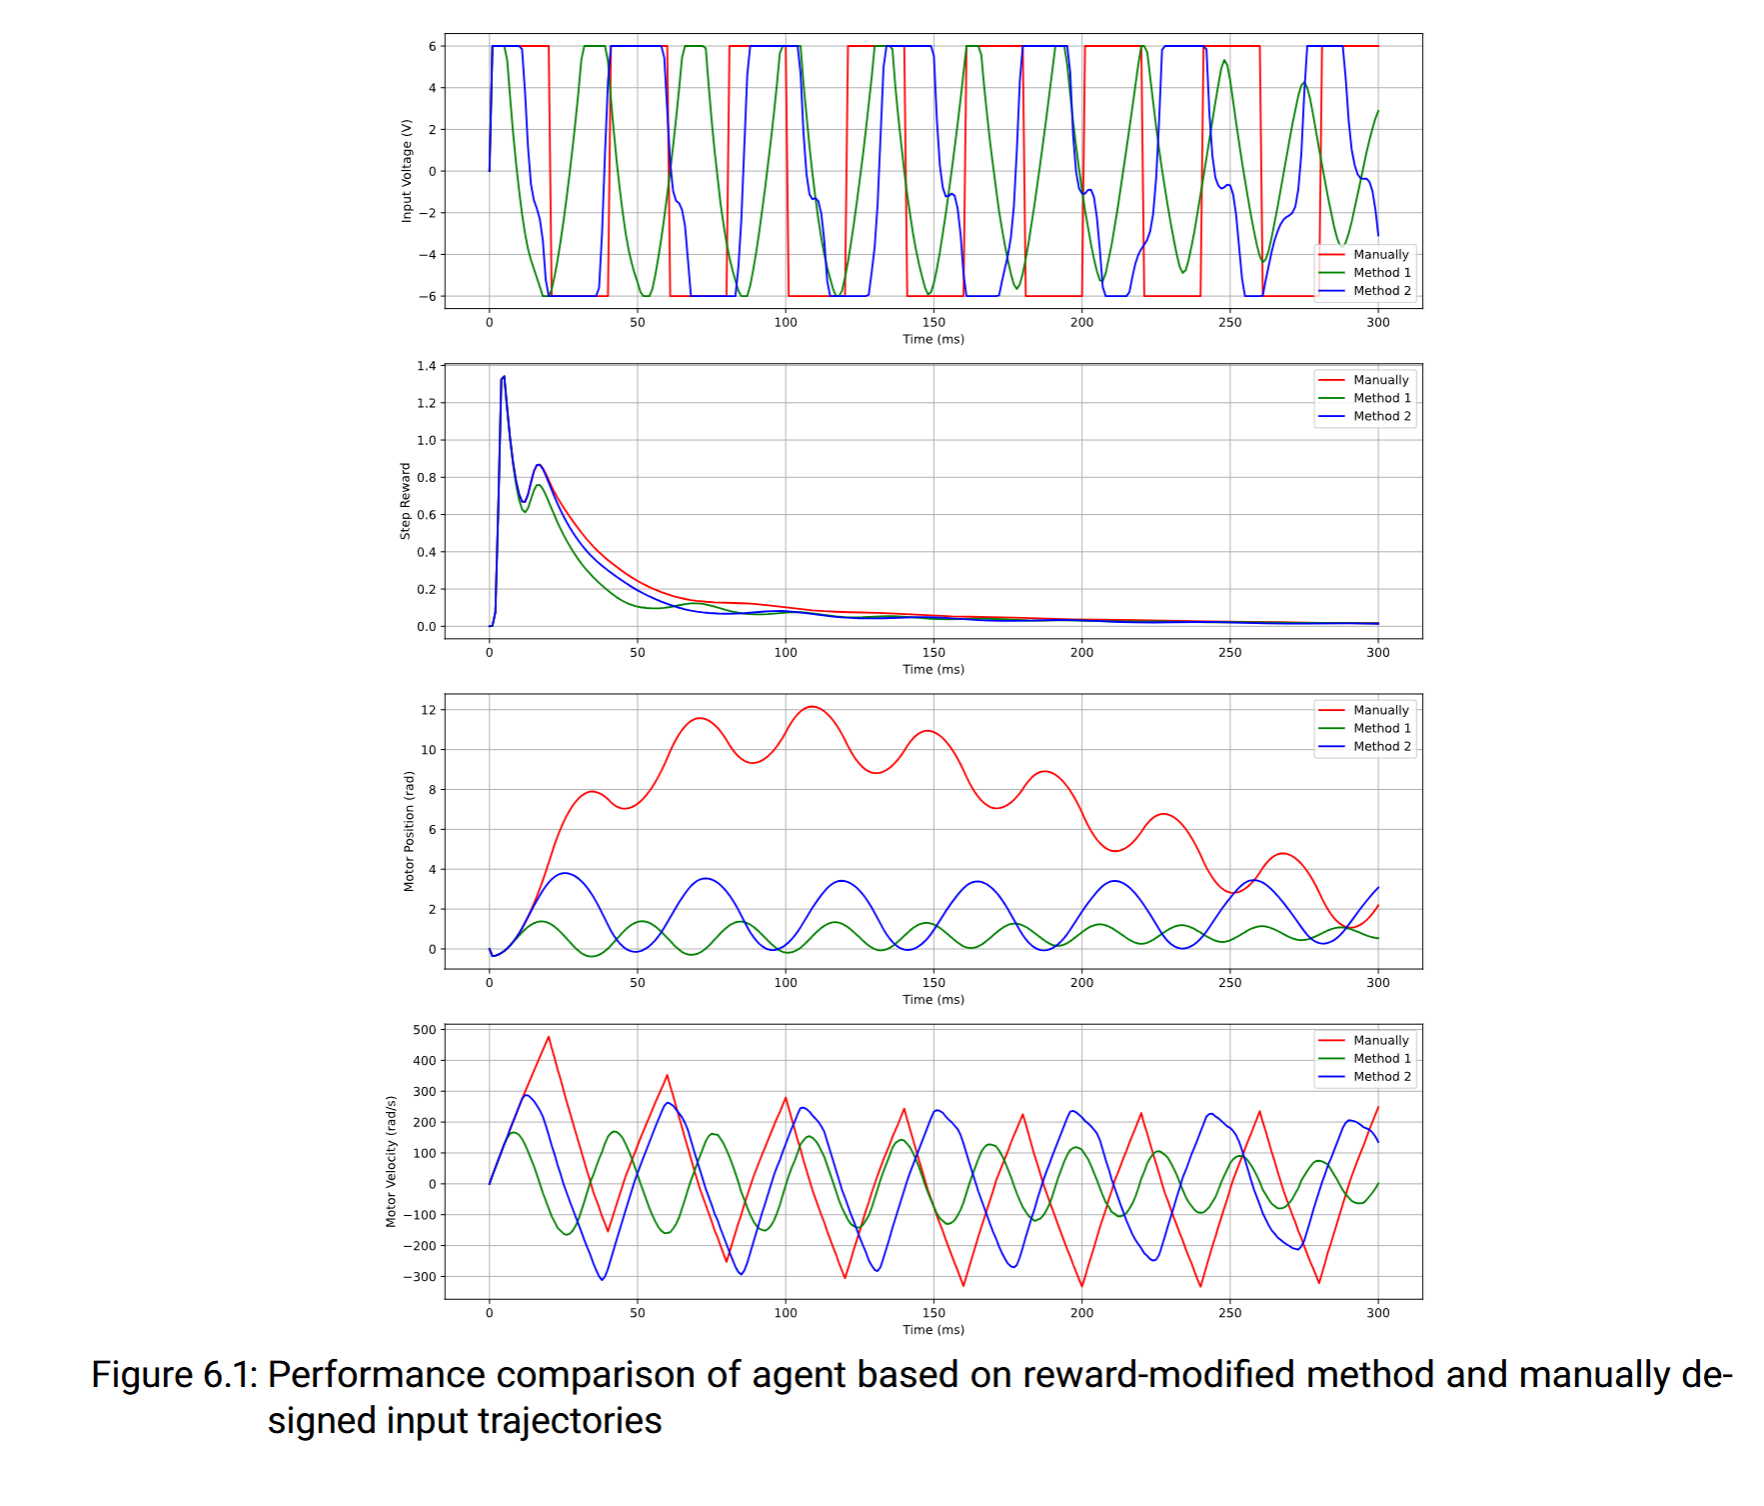 6
4
2
0
−2
−4
−6
Input Voltage (V)
Manually
Method 1
Method 2
0 50 100 150 200 250 300
Time (ms)
1.4
1.2
1.0
0.8
0.6
0.4
0.2
0.0
Step Reward
Manually
Method 1
Method 2
0 50 100 150 200 250 300
Time (ms)
12
10
8
6
4
2
0
Motor Position (rad)
Manually
Method 1
Method 2
0 50 100 150 200 250 300
Time (ms)
500
400
300
200
100
0
−100
−200
−300
Motor Velocity (rad/s)
Manually
Method 1
Method 2
0 50 100 150 200 250 300
Time (ms)
Figure 6.1: Performance comparison of agent based on reward-modified method and manually de-
signed input trajectories